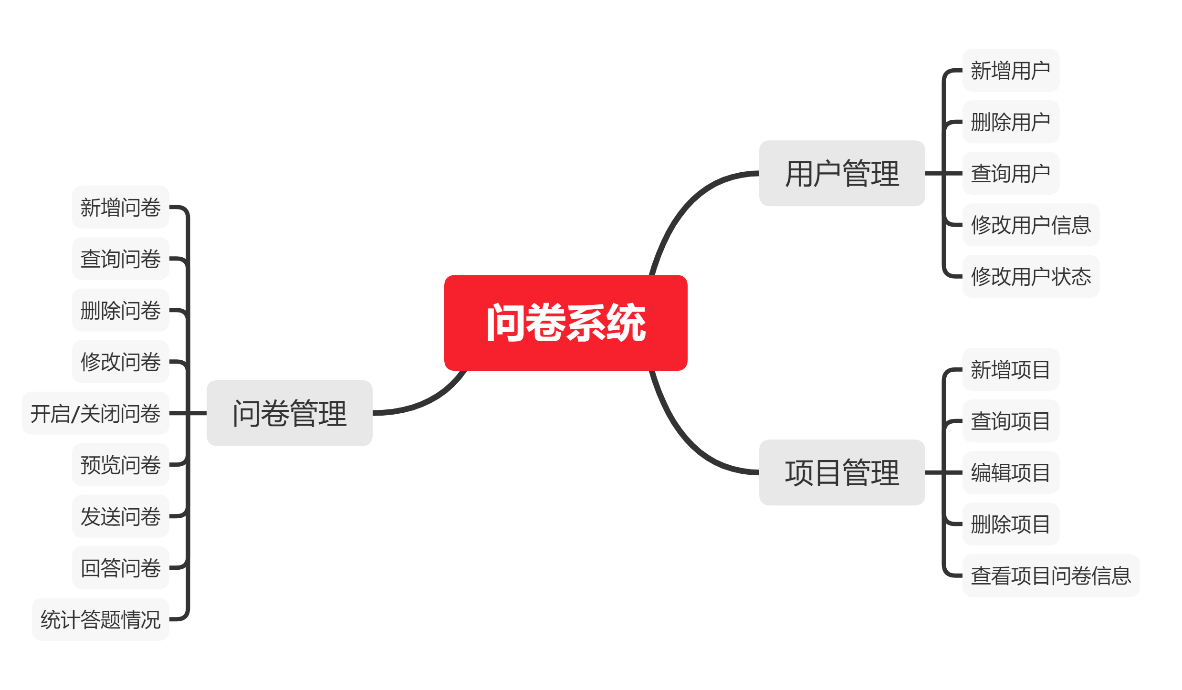 问卷系统
用户管理
新增用户
删除用户
查询用户
修改用户信息
修改用户状态
项目管理
新增项目
查询项目
编辑项目
删除项目
查看项目问卷信息
问卷管理
新增问卷
查询问卷
删除问卷
修改问卷
开启/关闭问卷
预览问卷
发送问卷
回答问卷
统计答题情况